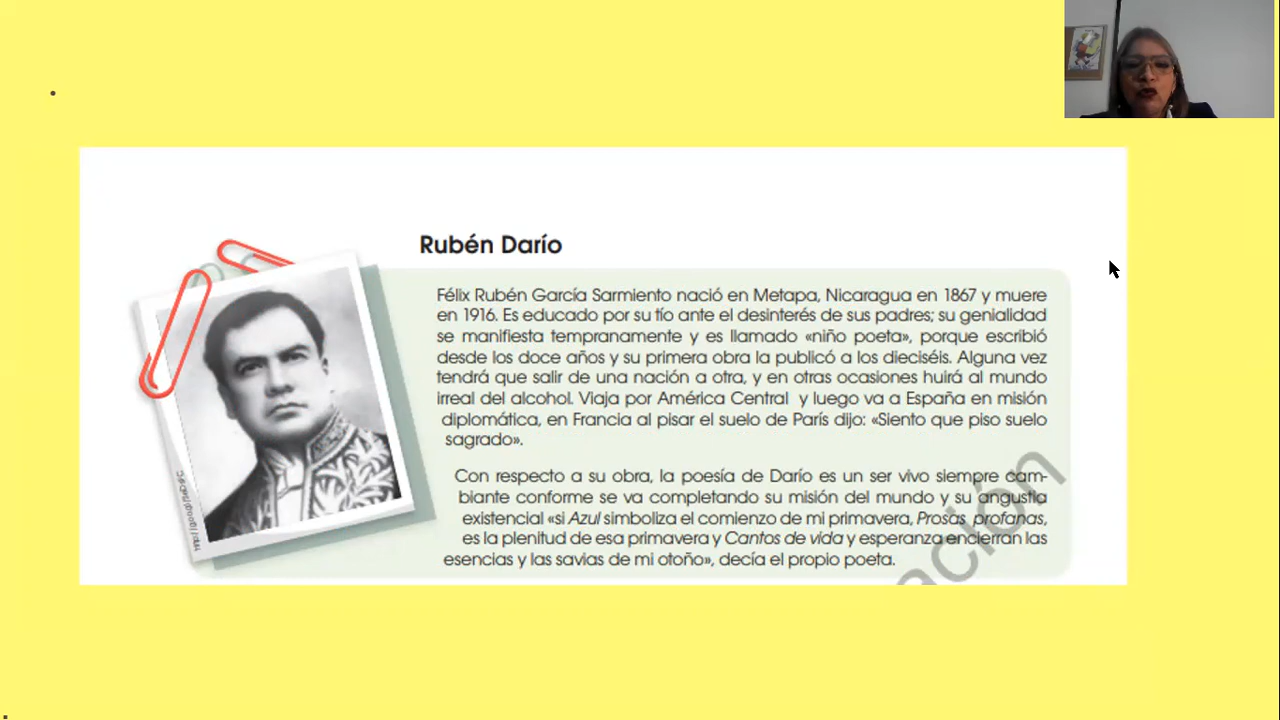 Rubén Darío
Félix Rubén García Sarmiento nació en Metapa, Nicaragua en 1867 y muere
en 1916. Es educado por su tío ante el desinterés de sus padres; su genialidad
se manifiesta tempranamente y es llamado «niño poeta», porque escribió
desde los doce años y su primera obra la publicó a los dieciséis. Alguna vez
tendrá que salir de una nación a otra, y en otras ocasiones huirá al mundo
irreal del alcohol. Viaja por América Central y luego va a España en misión
diplomática, en Francia al pisar el suelo de París dijo: «Siento que piso suelo
sagrado».
Con respecto a su obra, la poesía de Darío es un ser vivo siempre cam-
biante conforme se va completando su misión del mundo y su angustia
existencial «si Azul simboliza el comienzo de mi primavera, Prosas profanas,
es la plenitud de esa primavera y Cantos de vida y esperanza encierran las
esencias y las savias de mi otoño», decía el propio poeta.
ación